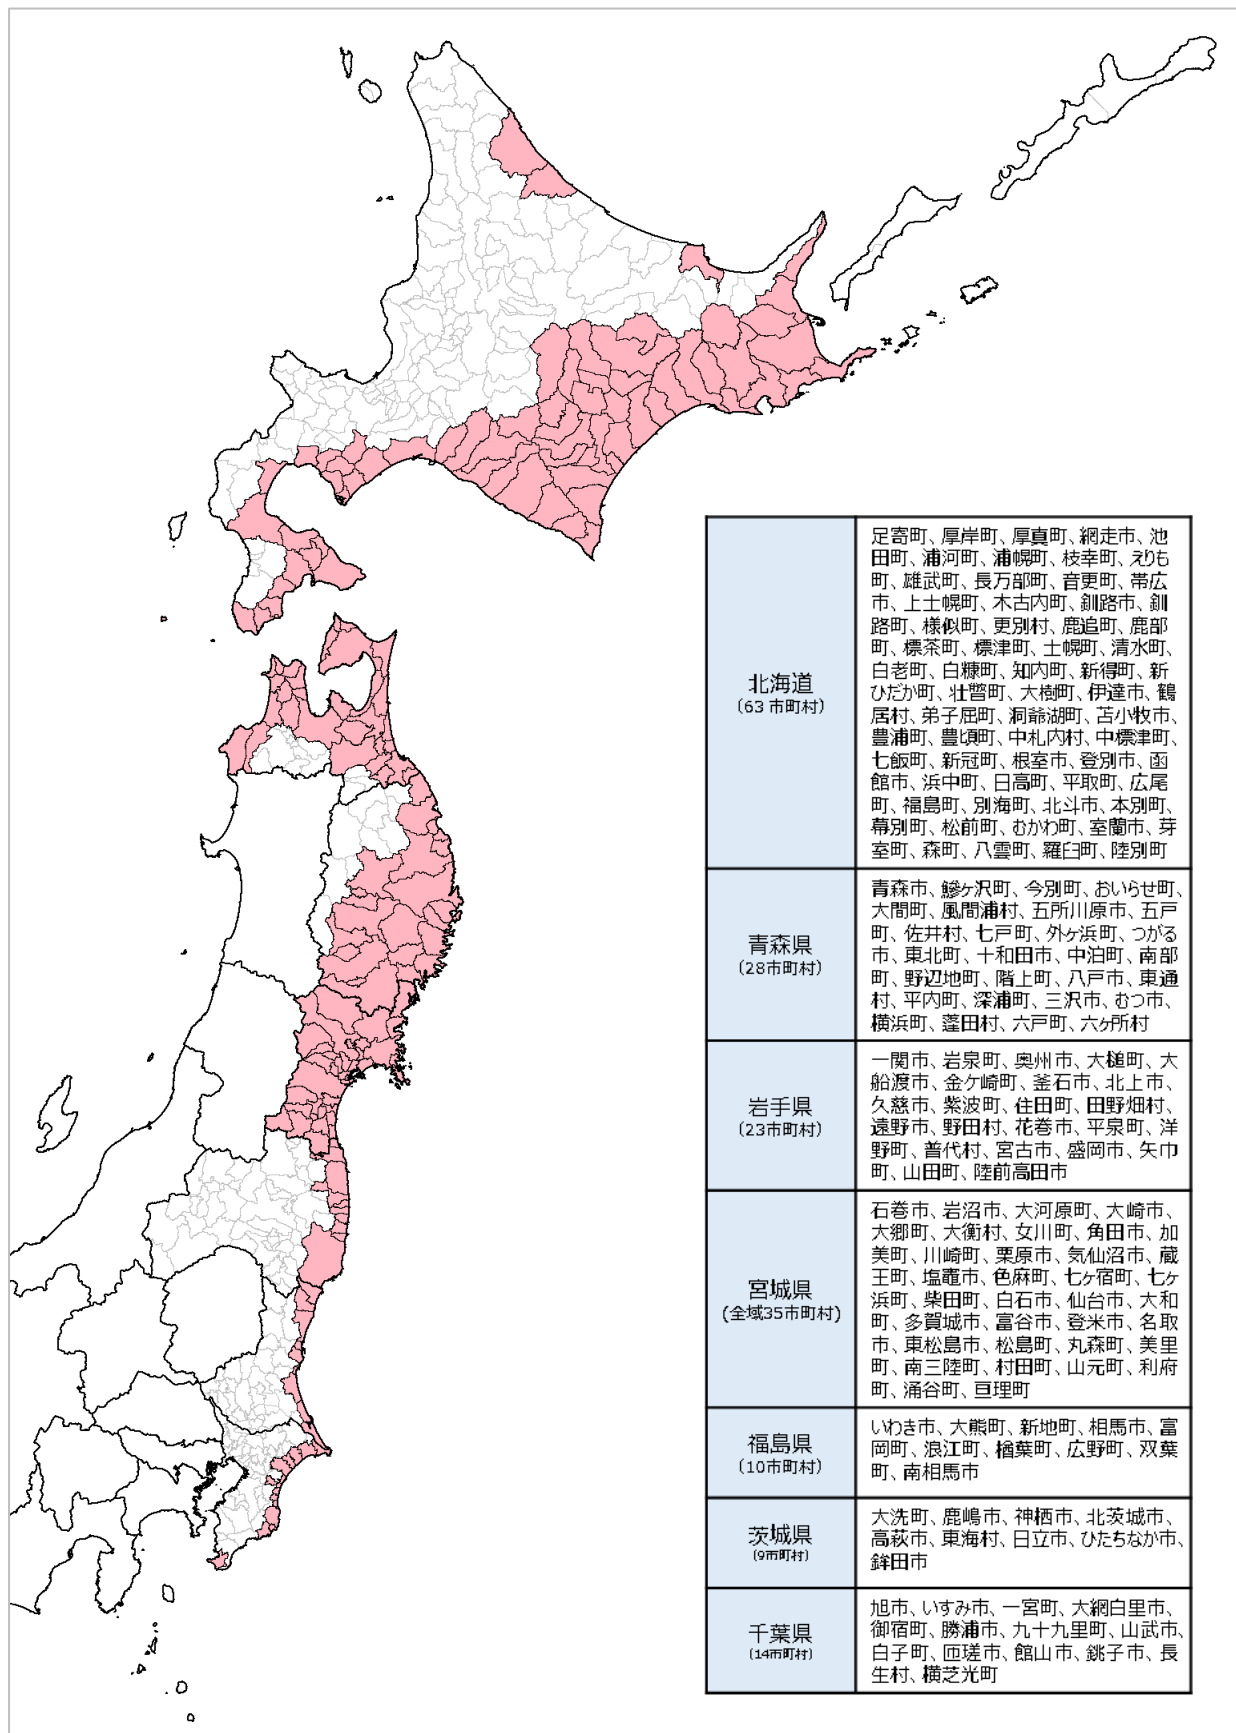 北海道
(63 市町村)
足寄町、厚岸町、厚真町、網走市、池
田町、浦河町、浦幌町、枝幸町、えりも
町、雄武町、長万部町、音更町、帯広
市、上士幌町、木古内町、釧路市、釧
路町、様似町、更別村、鹿追町、鹿部
町、標茶町、標津町、士幌町、清水町、
白老町、白糠町、知内町、新得町、新
ひだか町、壮瞥町、大樹町、伊達市、鶴
居村、弟子屈町、洞爺湖町、苫小牧市、
豊浦町、豊頃町、中札内村、中標津町、
七飯町、新冠町、根室市、登別市、函
館市、浜中町、日高町、平取町、広尾
町、福島町、別海町、北斗市、本別町、
幕別町、松前町、むかわ町、室蘭市、芽
室町、森町、八雲町、羅臼町、陸別町
青森県
(28市町村)
青森市、鰺ヶ沢町、今別町、おいらせ町、
大間町、風間浦村、五所川原市、五戸
町、佐井村、七戸町、外ヶ浜町、つがる
市、東北町、十和田市、中泊町、南部
町、野辺地町、階上町、八戸市、東通
村、平内町、深浦町、三沢市、むつ市、
横浜町、蓬田村、六戸町、六ヶ所村
岩手県
(23市町村)
一関市、岩泉町、奥州市、大槌町、大
船渡市、金ケ崎町、釜石市、北上市、
久慈市、紫波町、住田町、田野畑村、
遠野市、野田村、花巻市、平泉町、洋
野町、普代村、宮古市、盛岡市、矢巾
町、山田町、陸前高田市
宮城県
(全域35市町村)
石巻市、岩沼市、大河原町、大崎市、
大郷町、大衡村、女川町、角田市、加
美町、川崎町、栗原市、気仙沼市、蔵
王町、塩竈市、色麻町、七ヶ宿町、七ヶ
浜町、柴田町、白石市、仙台市、大和
町、多賀城市、富谷市、登米市、名取
市、東松島市、松島町、丸森町、美里
町、南三陸町、村田町、山元町、利府
町、涌谷町、亘理町
福島県
(10市町村)
いわき市、大熊町、新地町、相馬市、富
岡町、浪江町、楢葉町、広野町、双葉
町、南相馬市
茨城県
(9市町村)
大洗町、鹿嶋市、神栖市、北茨城市、
高萩市、東海村、日立市、ひたちなか市、
鉾田市
千葉県
(14市町村)
旭市、いすみ市、一宮町、大網白里市、
御宿町、勝浦市、九十九里町、山武市、
白子町、匝瑳市、館山市、銚子市、長
生村、横芝光町